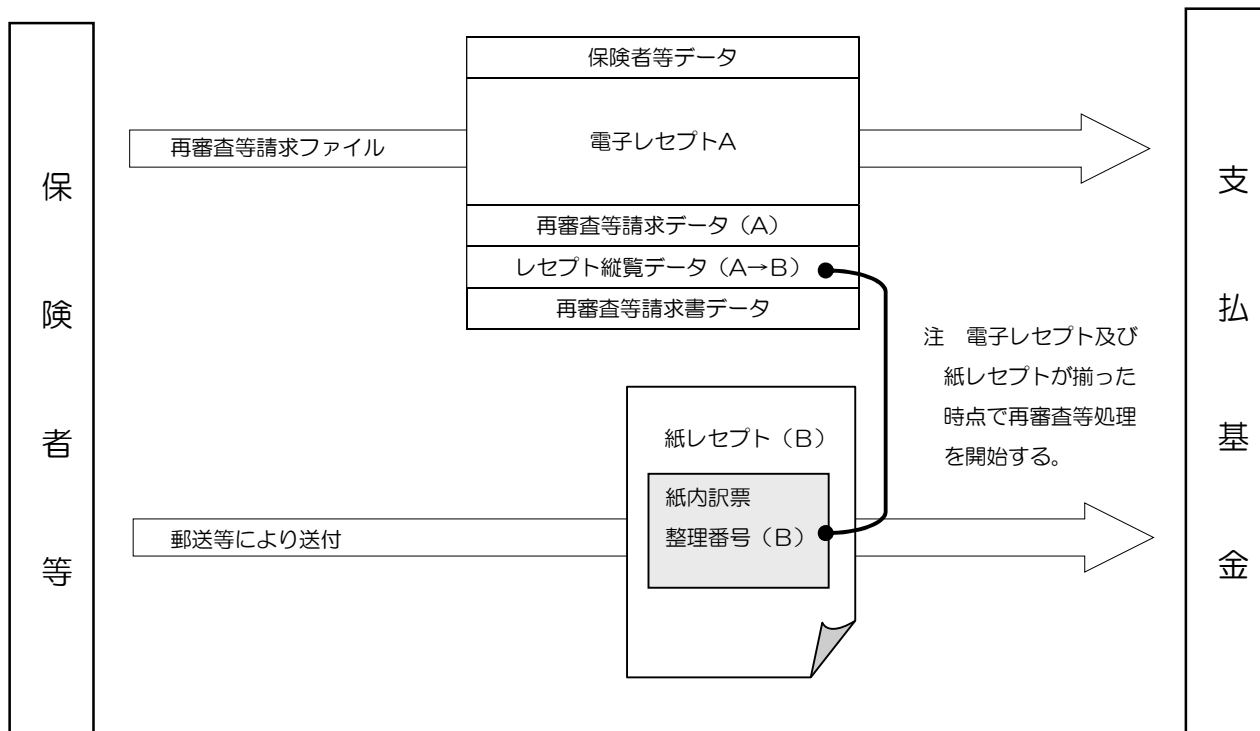 保険者等
再審査等請求ファイル
保険者等データ
電子レセプトA
再審査等請求データ（A）
レセプト縦覧データ（A→B）
再審査等請求書データ
注　電子レセプト及び
紙レセプトが揃った
時点で再審査等処理
を開始する。
郵送等により送付
紙レセプト（B）
紙内訳票
整理番号（B）
支払基金